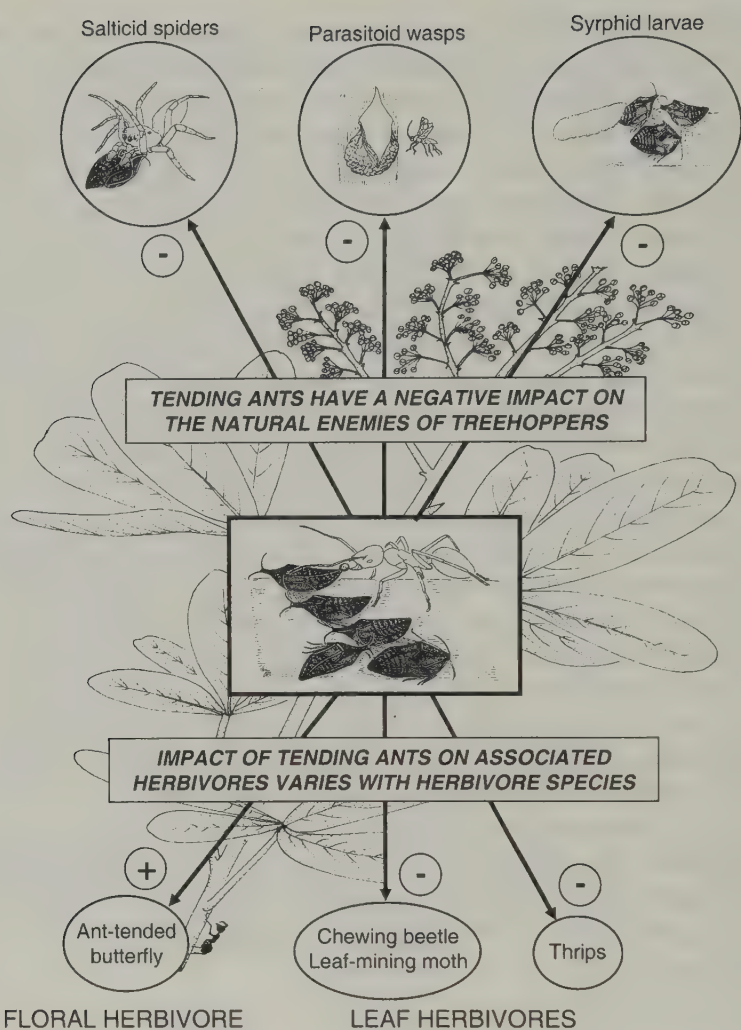 Salticid spiders
Parasitoid wasps
Syrphid larvae
-
-
-
TENDING ANTS HAVE A NEGATIVE IMPACT ON
THE NATURAL ENEMIES OF TREEHOPPERS
IMPACT OF TENDING ANTS ON ASSOCIATED
HERBIVORES VARIES WITH HERBIVORE SPECIES
+
-
-
Ant-tended
butterfly
Chewing beetle
Leaf-mining moth
Thrips
FLORAL HERBIVORE
LEAF HERBIVORES